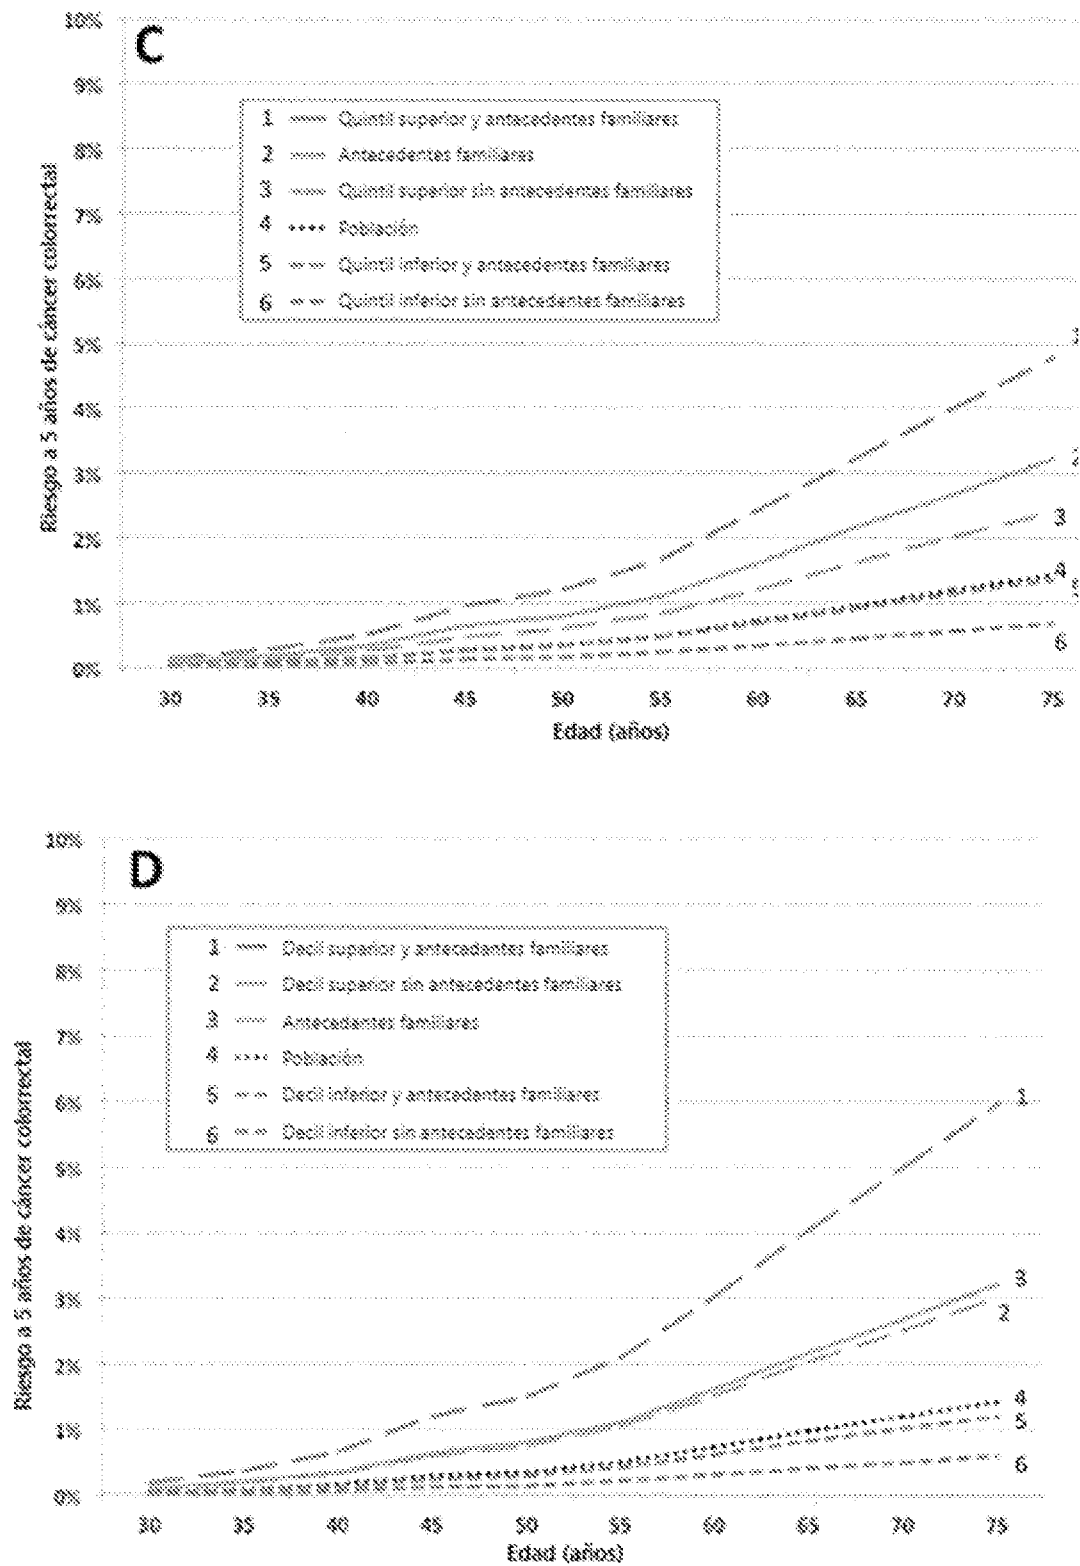 C
10%
9%
8%
7%
6%
5%
4%
3%
2%
1%
0%
Riesgo a 5 años de cáncer colorrectal
1 Quintil superior y antecedentes familiares
2 Antecedentes familiares
3 Quintil superior sin antecedentes familiares
4 Población
5 Quintil inferior y antecedentes familiares
6 Quintil inferior sin antecedentes familiares
1
2
3
4
5
6
30 35 40 45 50 55 60 65 70 75
Edad (años)
D
10%
9%
8%
7%
6%
5%
4%
3%
2%
1%
0%
Riesgo a 5 años de cáncer colorrectal
1 Decil superior y antecedentes familiares
2 Decil superior sin antecedentes familiares
3 Antecedentes familiares
4 Población
5 Decil inferior y antecedentes familiares
6 Decil inferior sin antecedentes familiares
1
3
2
4
5
6
30 35 40 45 50 55 60 65 70 75
Edad (años)